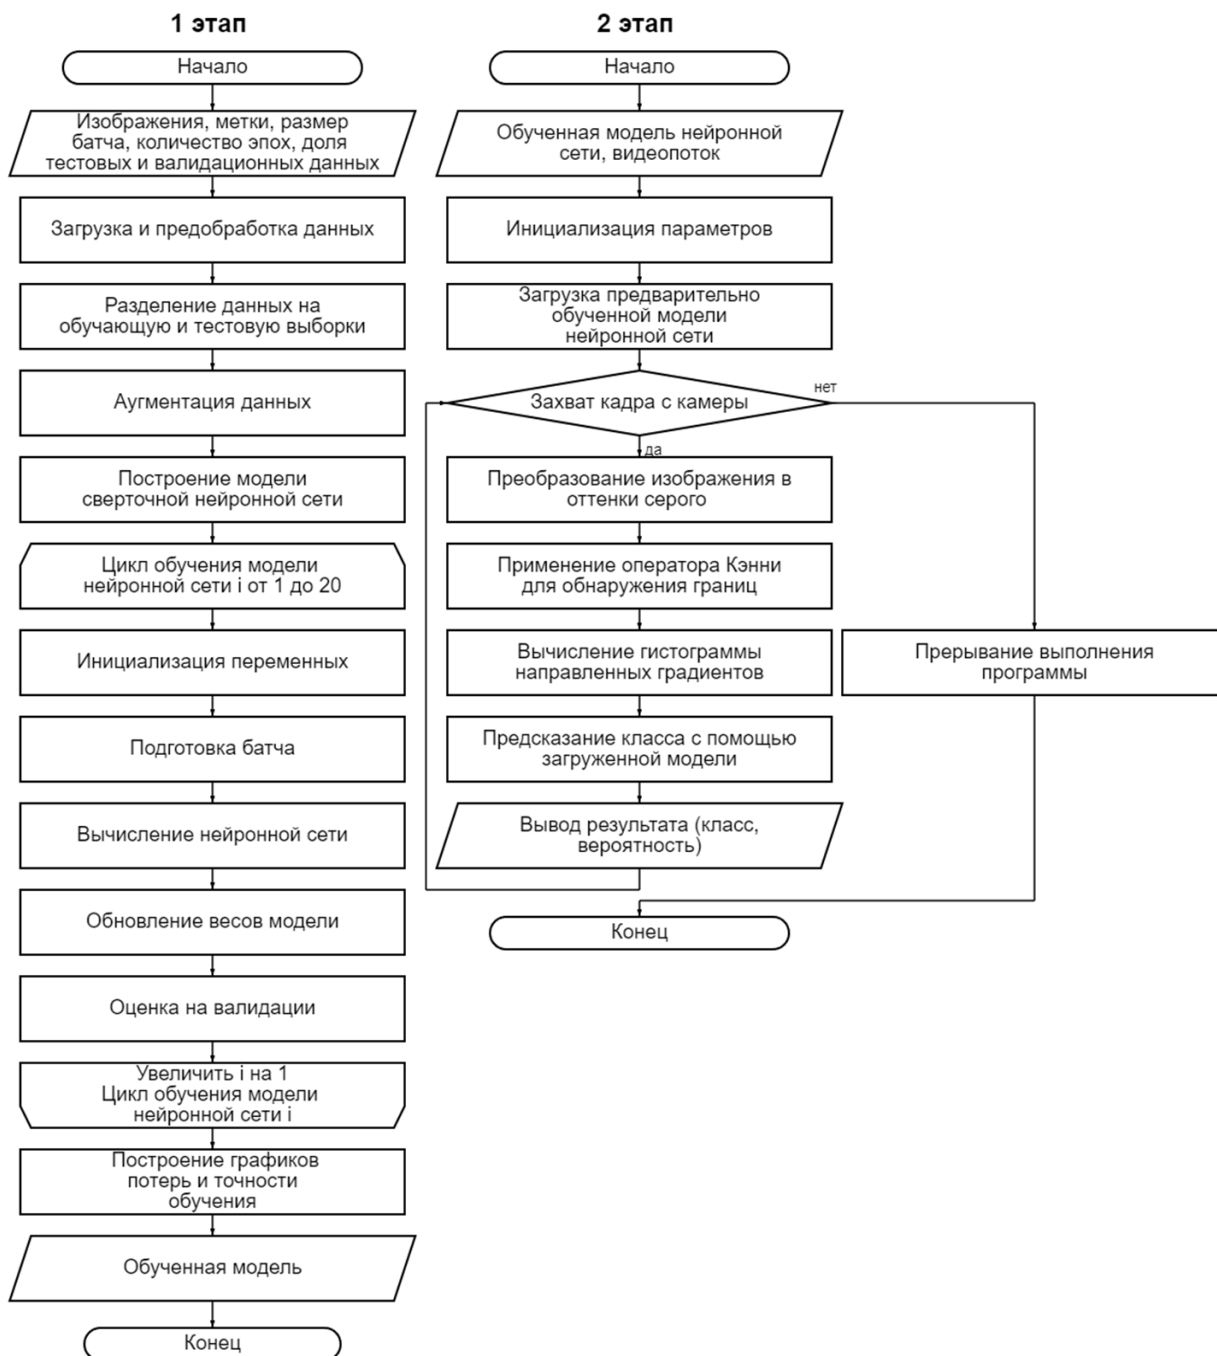 1 этап
Начало
Изображения, метки, размер
батча, количество эпох, доля
тестовых и валидационных данных
Загрузка и предобработка данных
Разделение данных на
обучающую и тестовую выборки
Аугментация данных
Построение модели
сверточной нейронной сети
Цикл обучения модели
нейронной сети i от 1 до 20
Инициализация переменных
Подготовка батча
Вычисление нейронной сети
Обновление весов модели
Оценка на валидации
Увеличить i на 1
Цикл обучения модели
нейронной сети i
Построение графиков
потерь и точности
обучения
Обученная модель
Конец
2 этап
Начало
Обученная модель нейронной
сети, видеопоток
Инициализация параметров
Загрузка предварительно
обученной модели
нейронной сети
Захват кадра с камеры
нет
да
Преобразование изображения в
оттенки серого
Применение оператора Кэнни
для обнаружения границ
Вычисление гистограммы
направленных градиентов
Прерывание выполнения
программы
Предсказание класса с помощью
загруженной модели
Вывод результата (класс,
вероятность)
Конец